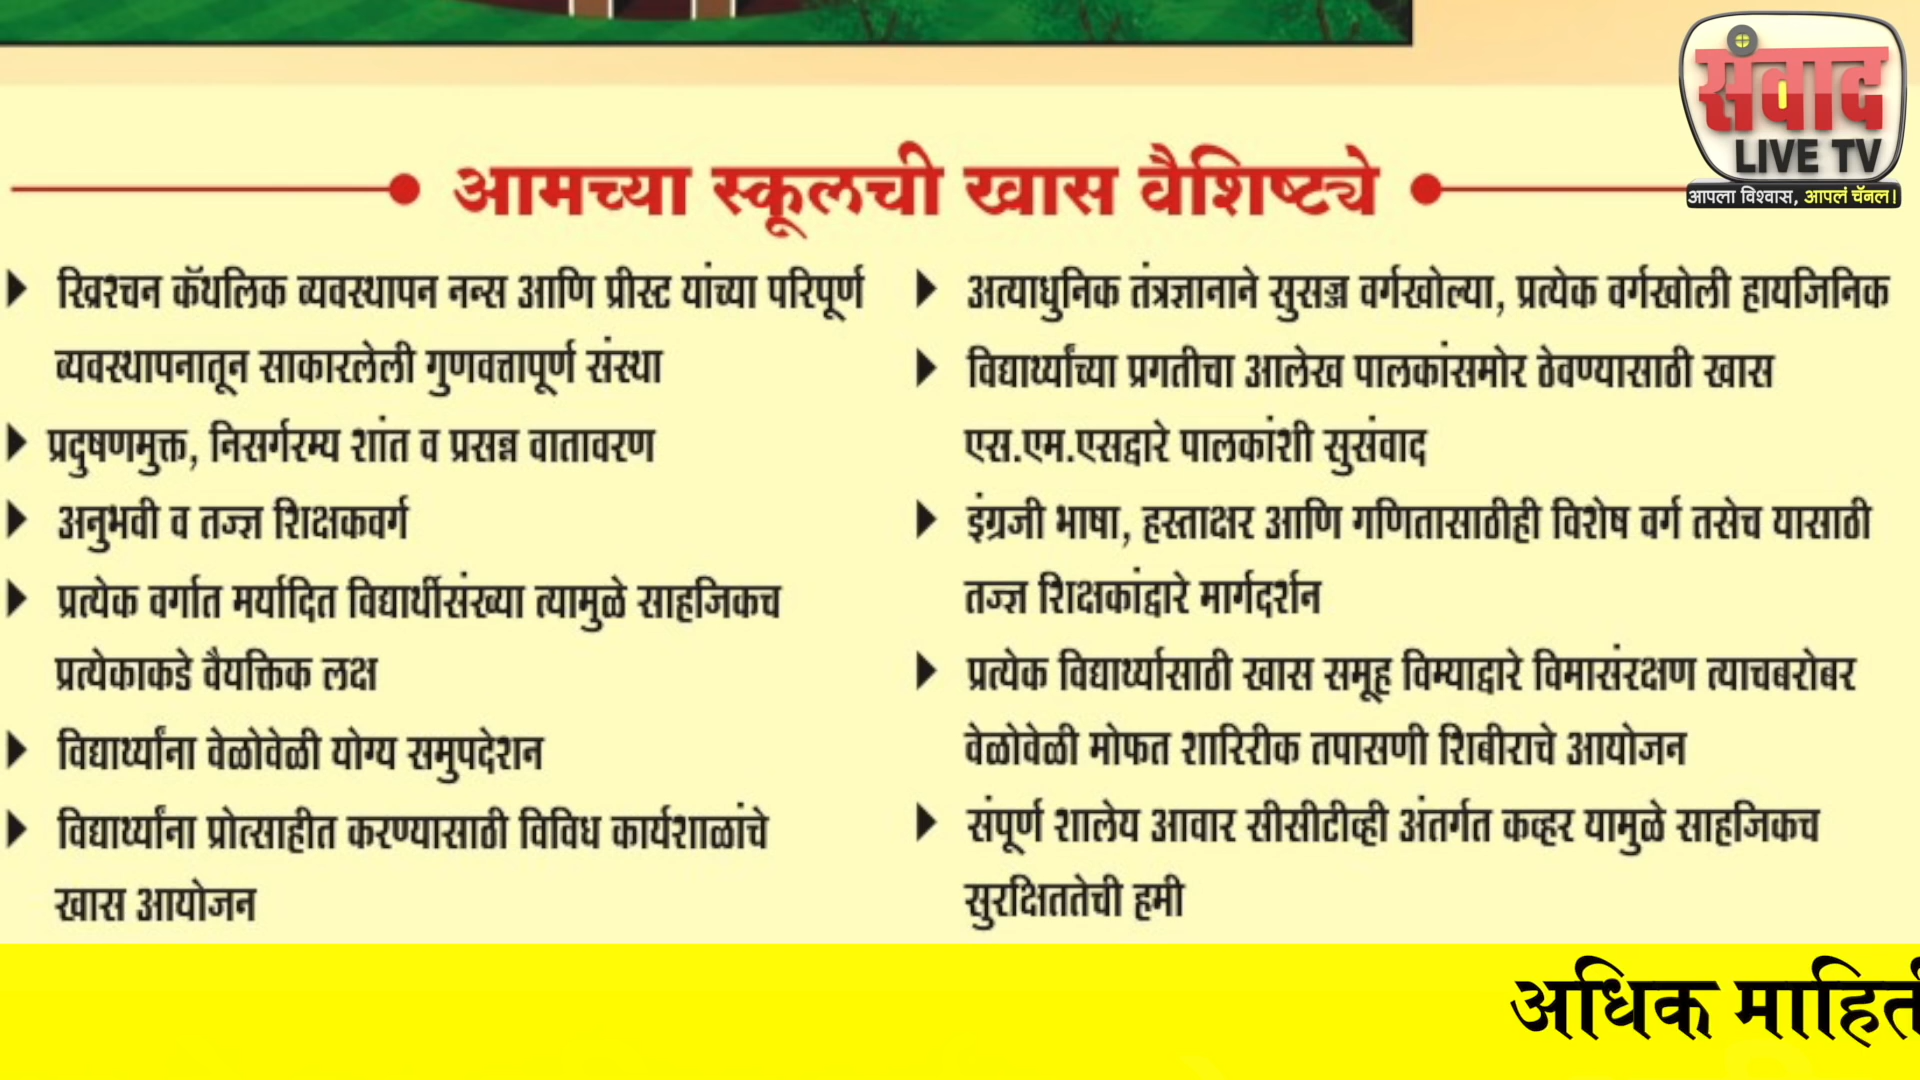 संवाद
LIVE TV
आपला विश्वास, आपलं चॅनल!
आमच्या स्कूलची खास वैशिष्ट्ये
ख्रिश्चन कॅथलिक व्यवस्थापन नन्स आणि प्रीस्ट यांच्या परिपूर्ण
व्यवस्थापनातून साकारलेली गुणवत्तापूर्ण संस्था
प्रदुषणमुक्त, निसर्गरम्य शांत व प्रसन्न वातावरण
अनुभवी व तज्ज्ञ शिक्षकवर्ग
प्रत्येक वर्गात मर्यादित विद्यार्थीसंख्या त्यामुळे साहजिकच
प्रत्येकाकडे वैयक्तिक लक्ष
विद्यार्थ्यांना वेळोवेळी योग्य समुपदेशन
विद्यार्थ्यांना प्रोत्साहीत करण्यासाठी विविध कार्यशाळांचे
खास आयोजन
अत्याधुनिक तंत्रज्ञानाने सुसज्ज वर्गखोल्या, प्रत्येक वर्गखोली हायजिनिक
विद्यार्थ्यांच्या प्रगतीचा आलेख पालकांसमोर ठेवण्यासाठी खास
एस.एम.एसद्वारे पालकांशी सुसंवाद
इंग्रजी भाषा, हस्ताक्षर आणि गणितासाठीही विशेष वर्ग तसेच यासाठी
तज्ज्ञ शिक्षकांद्वारे मार्गदर्शन
प्रत्येक विद्यार्थ्यासाठी खास समूह विम्याद्वारे विमासंरक्षण त्याचबरोबर
वेळोवेळी मोफत शारिरीक तपासणी शिबीराचे आयोजन
संपूर्ण शालेय आवार सीसीटीव्ही अंतर्गत कव्हर यामुळे साहजिकच
सुरक्षिततेची हमी
अधिक माहिती